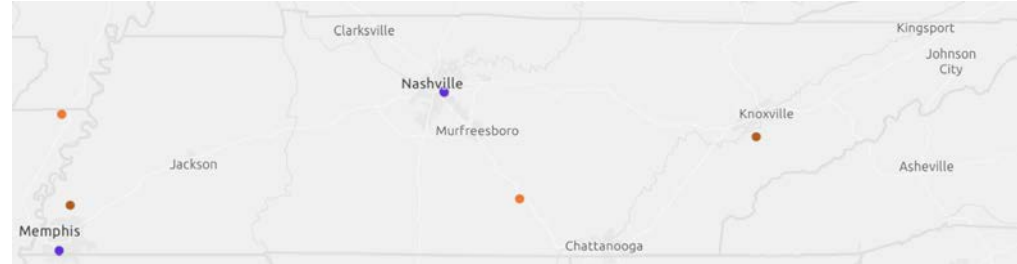 Clarksville
Kingsport
Johnson
City
Nashville
Knoxville
Murfreesboro
Jackson
Asheville
Memphis
Chattanooga